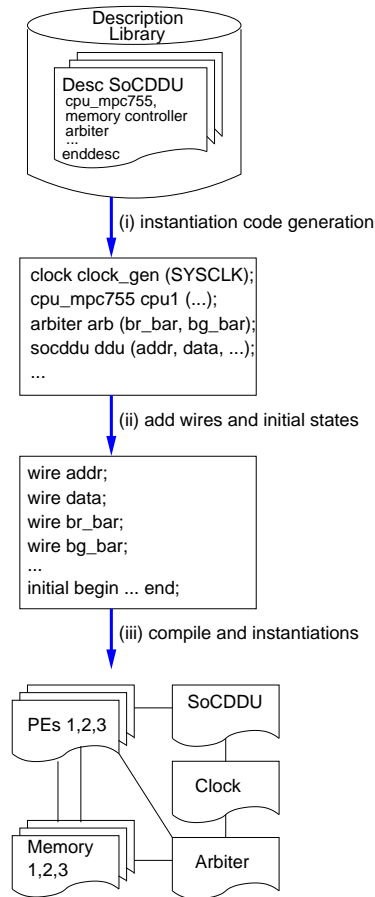 Description
Library
Desc SoCDDU
cpu_mpc755,
memory controller
arbiter
...
enddesc
(i) instantiation code generation
clock clock_gen (SYSCLK);
cpu_mpc755 cpu1 (...);
arbiter arb (br_bar, bg_bar);
socddu ddu (addr, data, ...);
...
(ii) add wires and initial states
wire addr;
wire data;
wire br_bar;
wire bg_bar;
...
initial begin ... end;
(iii) compile and instantiations
SoCDDU
PEs 1,2,3
Clock
Memory
1,2,3
Arbiter